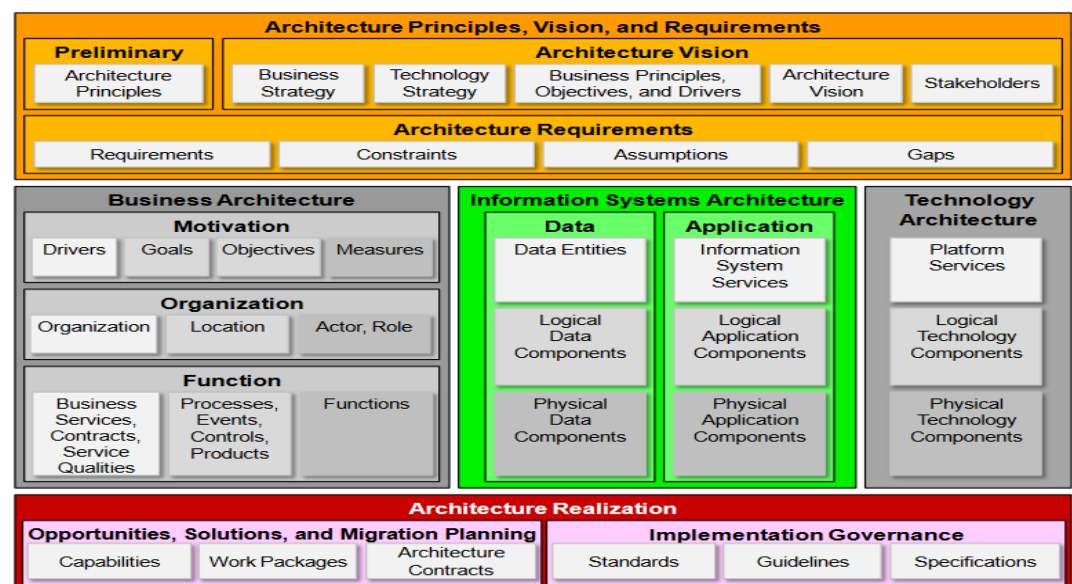 Architecture Principles, Vision, and Requirements
Preliminary
Architecture
Principles
Architecture Vision
Business
Strategy
Technology
Strategy
Business Principles,
Objectives, and Drivers
Architecture
Vision
Stakeholders
Architecture Requirements
Requirements
Constraints
Assumptions
Gaps
Business Architecture
Motivation
Drivers
Goals
Objectives
Measures
Organization
Organization
Location
Actor, Role
Function
Business
Services,
Contracts,
Service
Qualities
Processes,
Events,
Controls,
Products
Functions
Information Systems Architecture
Data
Data Entities
Logical
Data
Components
Physical
Data
Components
Application
Information
System
Services
Logical
Application
Components
Physical
Application
Components
Technology
Architecture
Platform
Services
Logical
Technology
Components
Physical
Technology
Components
Architecture Realization
Opportunities, Solutions, and Migration Planning
Capabilities
Work Packages
Architecture
Contracts
Implementation Governance
Standards
Guidelines
Specifications